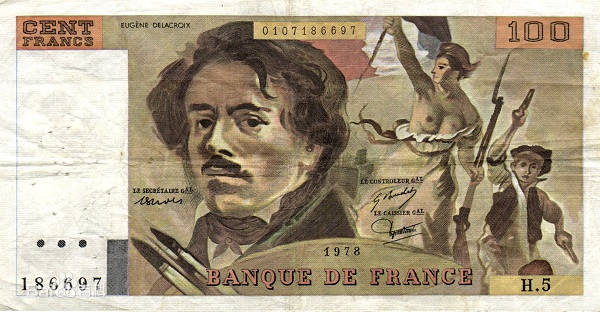 CENT
FRANCS
EUGÈNE DELACROIX
0107186697
100
LE SECRÉTAIRE GAL
LE CONTROLEUR GAL
LE CAISSIER GAL
1978
186697
BANQUE DE FRANCE
H.5